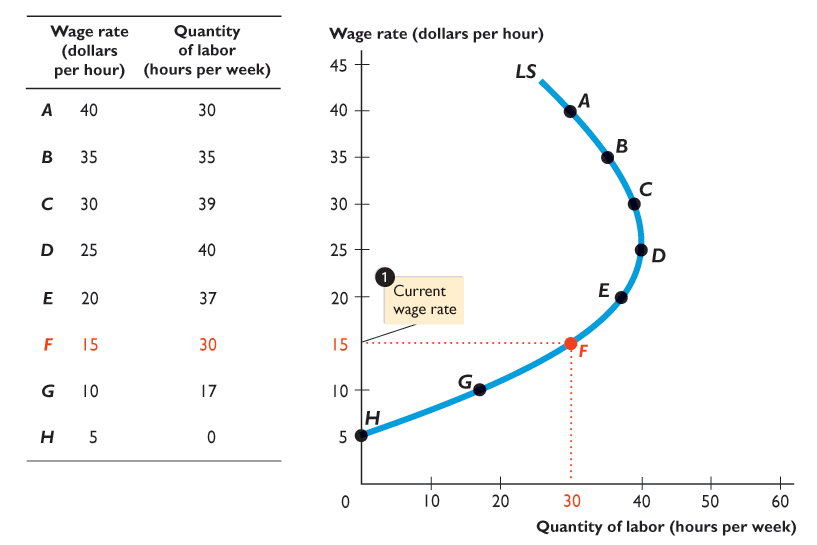 Wage rate (dollars per hour) Quantity of labor (hours per week)
A 40 30
B 35 35
C 30 39
D 25 40
E 20 37
F 15 30
G 10 17
H 5 0
Wage rate (dollars per hour)
45
40
35
30
25
20
15
10
5
0
LS
A
B
C
D
E
F
G
H
1
Current
wage rate
10 20 30 40 50 60
Quantity of labor (hours per week)